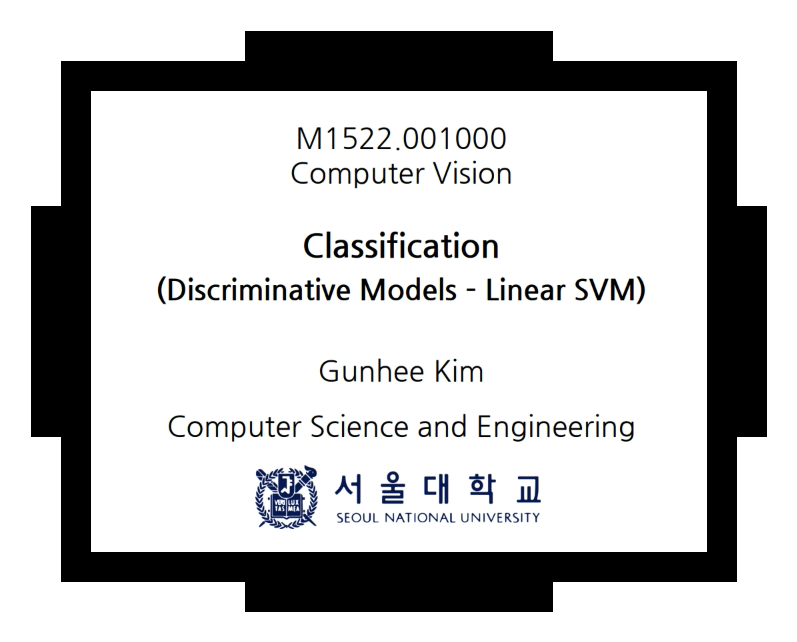 M1522.001000
Computer Vision
Classification
(Discriminative Models - Linear SVM)
Gunhee Kim
Computer Science and Engineering
VERI LUX
TAS MEA
서울대학교
SEOUL NATIONAL UNIVERSITY